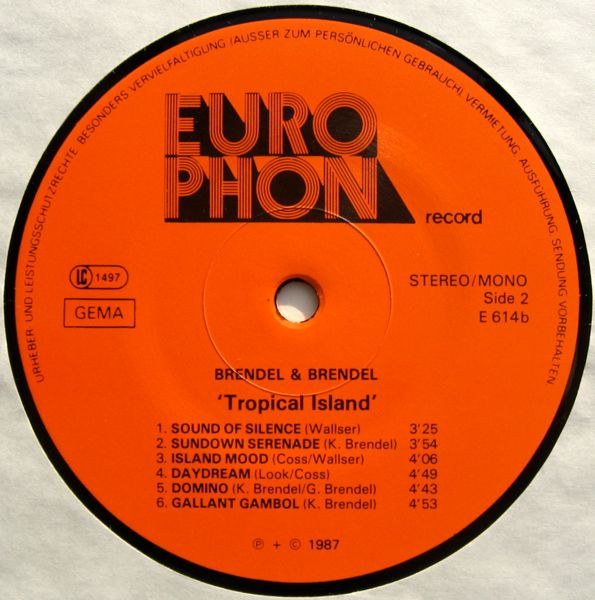 URHEBER- UND LEISTUNGSSCHUTZRECHTE. BESONDERS VERVIELFÄLTIGUNG (AUSSER ZUM PERSÖNLICHEN GEBRAUCH), VERMIETUNG, AUSFÜHRUNG, SENDUNG VORBEHALTEN.
EURO
PHON
record
LC 1497
GEMA
STEREO/MONO
Side 2
E 614b
BRENDEL & BRENDEL
'Tropical Island'
1. SOUND OF SILENCE (Wallser) 3'25
2. SUNDOWN SERENADE (K. Brendel) 3'54
3. ISLAND MOOD (Coss/Wallser) 4'06
4. DAYDREAM (Look/Coss) 4'49
5. DOMINO (K. Brendel/G. Brendel) 4'43
6. GALLANT GAMBOL (K. Brendel) 4'53
℗ + © 1987